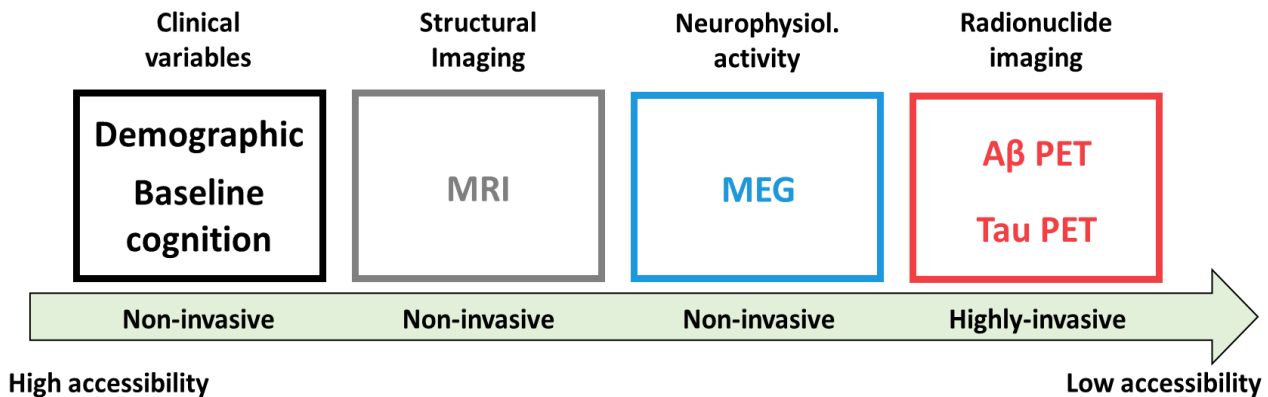 Clinical
variables
Structural
Imaging
Neurophysiol.
activity
Radionuclide
imaging
Demographic
Baseline
cognition
MRI
MEG
Aβ PET
Tau PET
Non-invasive
Non-invasive
Non-invasive
Highly-invasive
High accessibility
Low accessibility